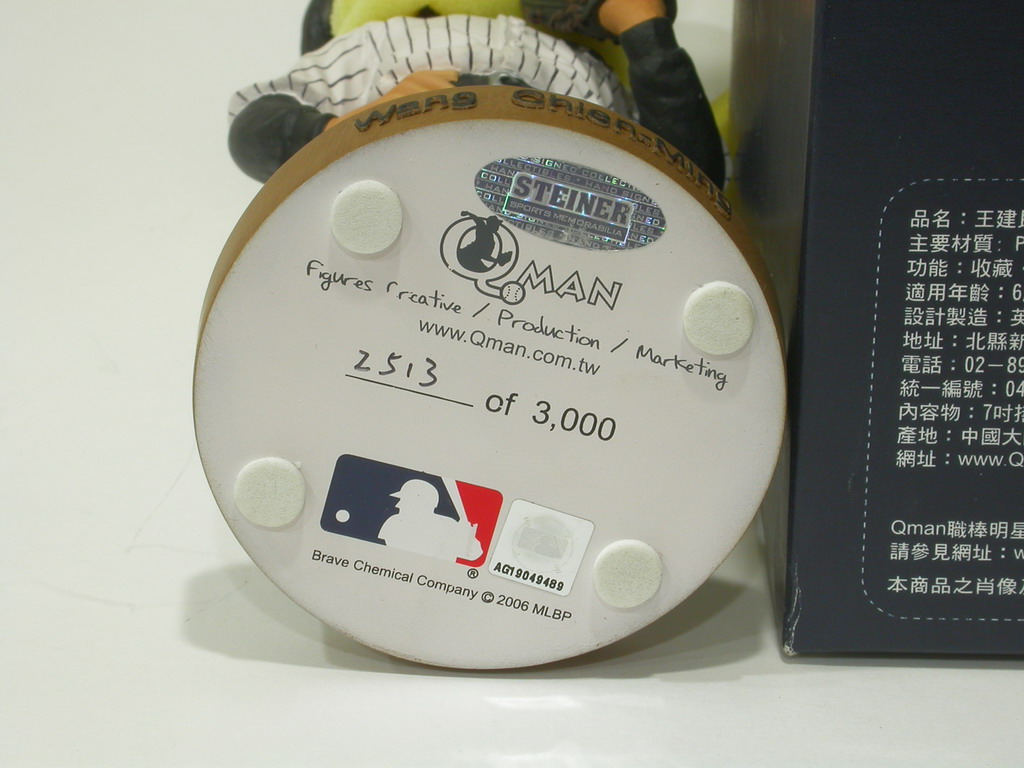 Wang Chien-Ming
STEINER
SPORTS MEMORABILIA
QMAN
Figures Creative / Production / Marketing
www.Qman.com.tw
2513 of 3,000
AG19049489
Brave Chemical Company © 2006 MLBP
品名：王建
主要材質：P
功能：收藏
適用年齡：6
設計製造：英
地址：北縣新
電話：02－89
統一編號：04
內容物：7吋
產地：中國大
網址：www.Q
Qman職棒明星
請參見網址：w
本商品之肖像